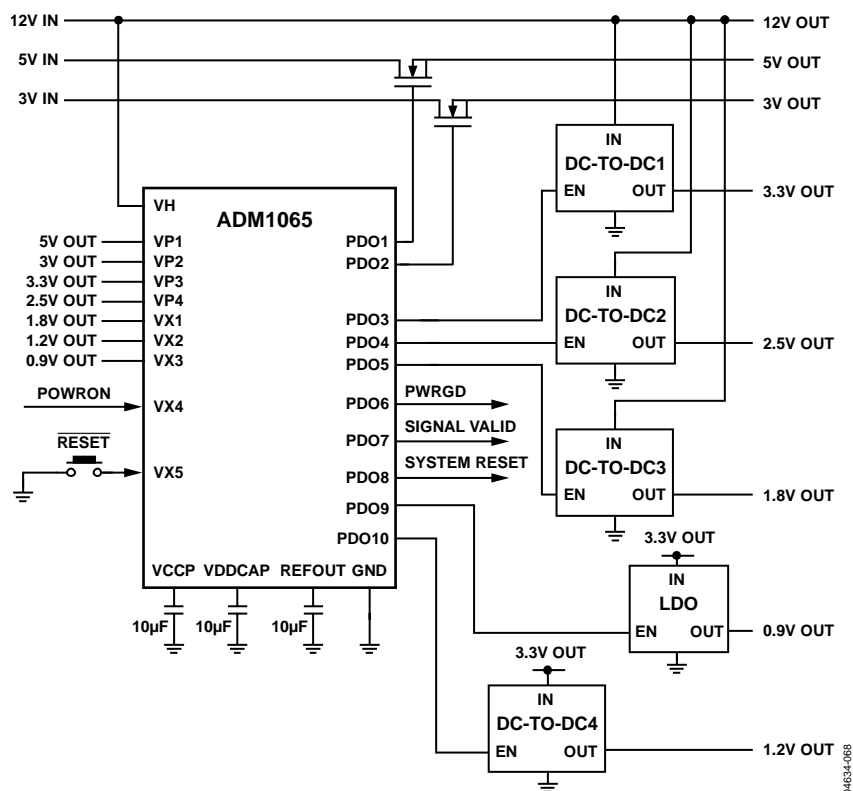 12V IN
12V OUT
5V IN
5V OUT
3V IN
3V OUT
IN
DC-TO-DC1
EN OUT
3.3V OUT
VH
ADM1065
5V OUT VP1
3V OUT VP2
3.3V OUT VP3
2.5V OUT VP4
1.8V OUT VX1
1.2V OUT VX2
0.9V OUT VX3
POWRON
VX4
RESET
VX5
PDO1
PDO2
PDO3
PDO4
PDO5
PDO6
PDO7
PDO8
PDO9
PDO10
PWRGD
SIGNAL VALID
SYSTEM RESET
IN
DC-TO-DC2
EN OUT
2.5V OUT
IN
DC-TO-DC3
EN OUT
1.8V OUT
VCCP VDDCAP REFOUT GND
10µF 10µF 10µF
3.3V OUT
IN
LDO
EN OUT
0.9V OUT
3.3V OUT
IN
DC-TO-DC4
EN OUT
1.2V OUT
04634-068